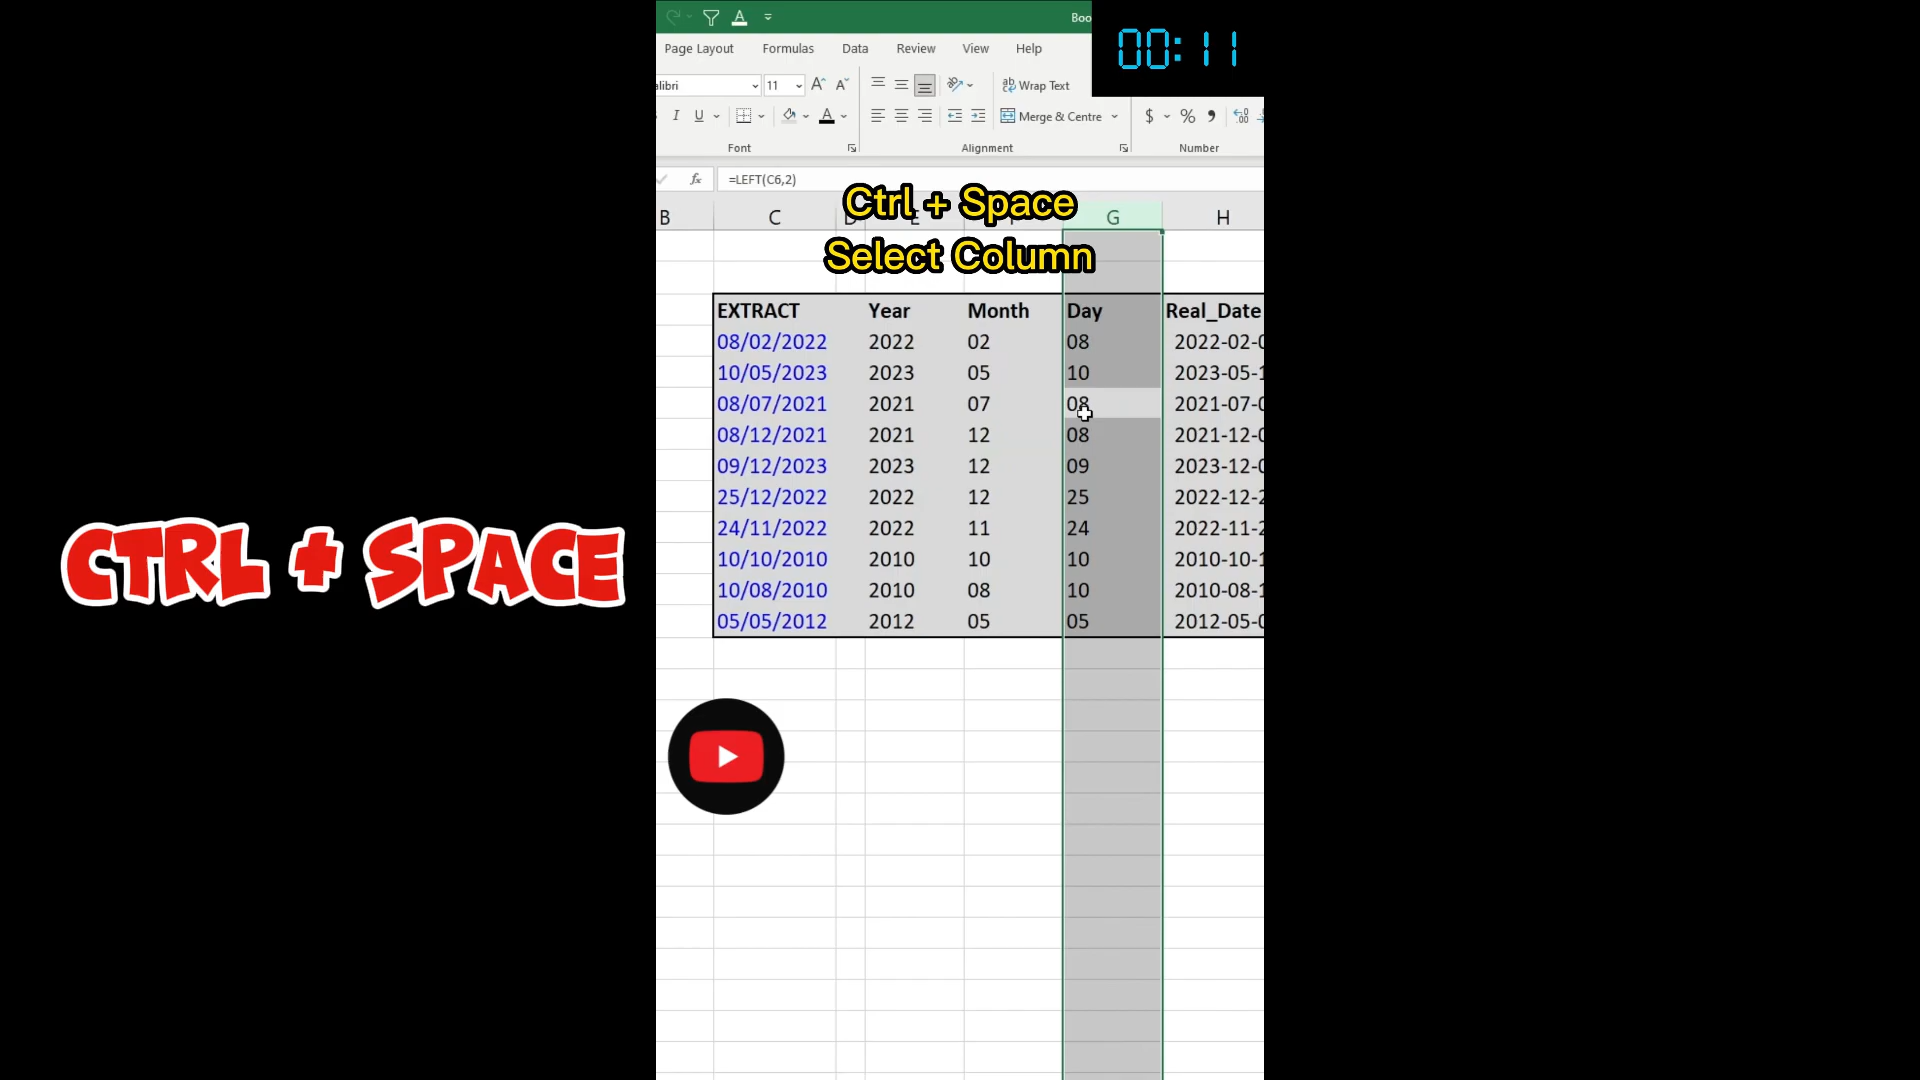 Boo
00:11
Page Layout Formulas Data Review View Help
alibri 11 Wrap Text
I U A Merge & Centre $ % 9
Font Alignment Number
fx =LEFT(C6,2)
Ctrl + Space
B C D E F G H
Select Column
EXTRACT Year Month Day Real_Date
08/02/2022 2022 02 08 2022-02-0
10/05/2023 2023 05 10 2023-05-1
08/07/2021 2021 07 08 2021-07-0
08/12/2021 2021 12 08 2021-12-0
09/12/2023 2023 12 09 2023-12-0
25/12/2022 2022 12 25 2022-12-2
24/11/2022 2022 11 24 2022-11-2
10/10/2010 2010 10 10 2010-10-1
10/08/2010 2010 08 10 2010-08-1
05/05/2012 2012 05 05 2012-05-0
CTRL + SPACE